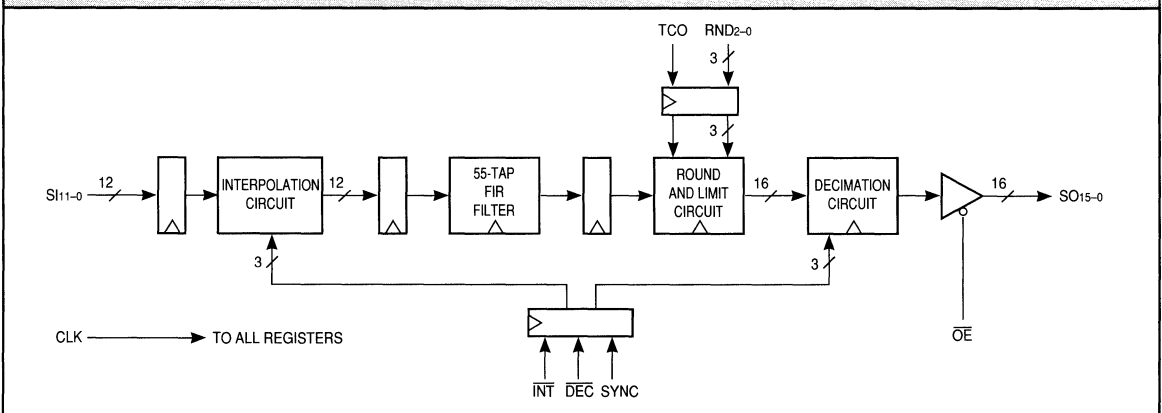 TCO RND2–0
3
3
SI11–0
12
INTERPOLATION
CIRCUIT
12
55-TAP
FIR
FILTER
ROUND
AND LIMIT
CIRCUIT
16
DECIMATION
CIRCUIT
16
SO15–0
3
3
CLK
TO ALL REGISTERS
OE
INT DEC SYNC